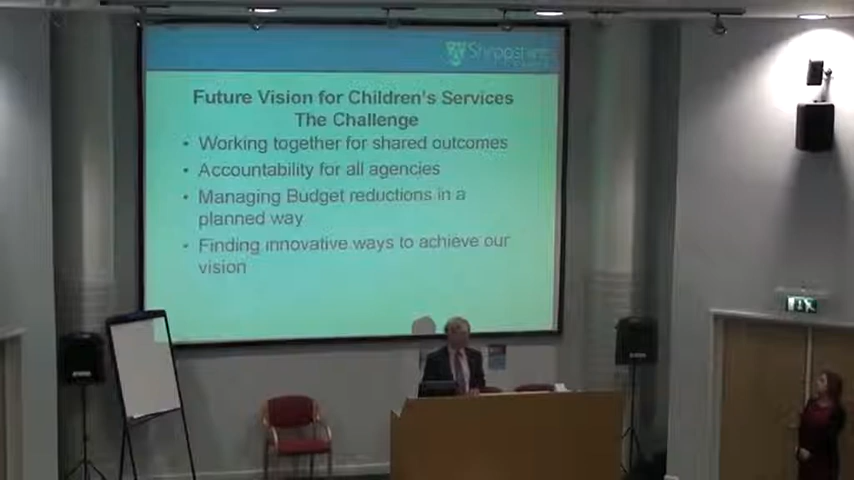 Shropshire
Future Vision for Children's Services
The Challenge
• Working together for shared outcomes
• Accountability for all agencies
• Managing Budget reductions in a
planned way
• Finding innovative ways to achieve our
vision